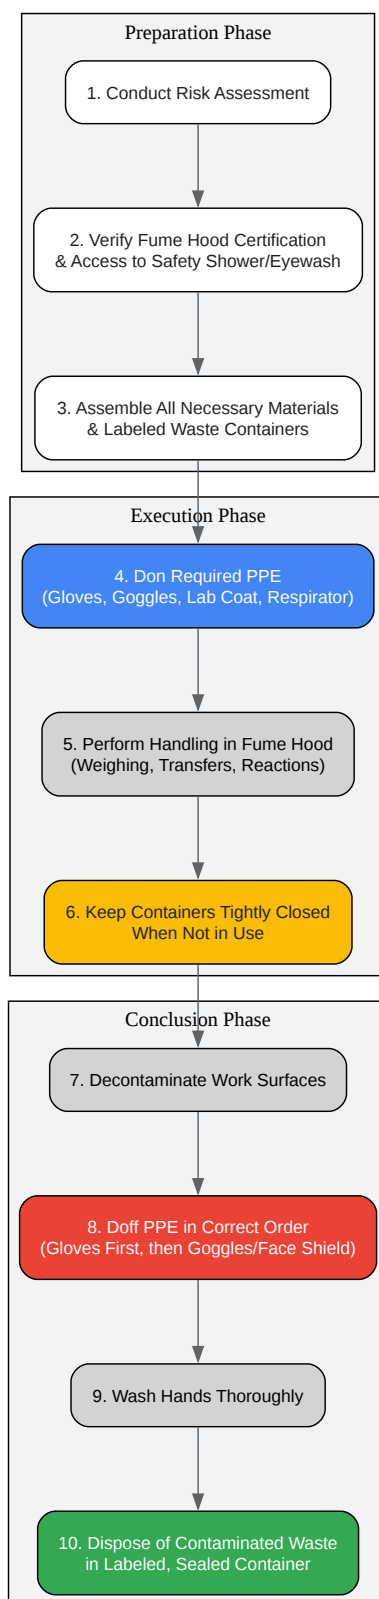 Preparation Phase
1. Conduct Risk Assessment
2. Verify Fume Hood Certification
& Access to Safety Shower/Eyewash
3. Assemble All Necessary Materials
& Labeled Waste Containers
Execution Phase
4. Don Required PPE
(Gloves, Goggles, Lab Coat, Respirator)
5. Perform Handling in Fume Hood
(Weighing, Transfers, Reactions)
6. Keep Containers Tightly Closed
When Not in Use
Conclusion Phase
7. Decontaminate Work Surfaces
8. Doff PPE in Correct Order
(Gloves First, then Goggles/Face Shield)
9. Wash Hands Thoroughly
10. Dispose of Contaminated Waste
in Labeled, Sealed Container